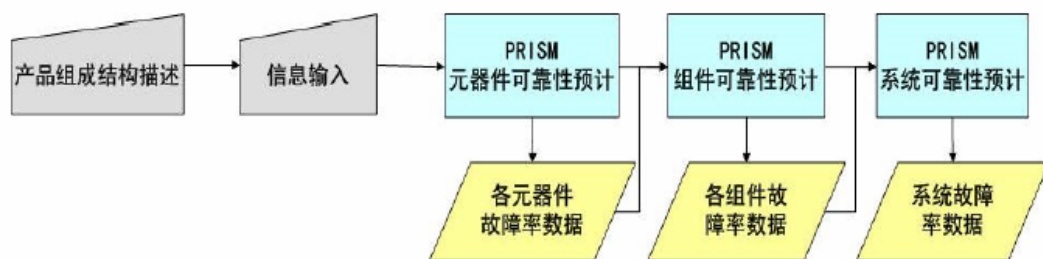 产品组成结构描述
信息输入
PRISM
元器件可靠性预计
PRISM
组件可靠性预计
PRISM
系统可靠性预计
各元器件
故障率数据
各组件故
障率数据
系统故障
率数据